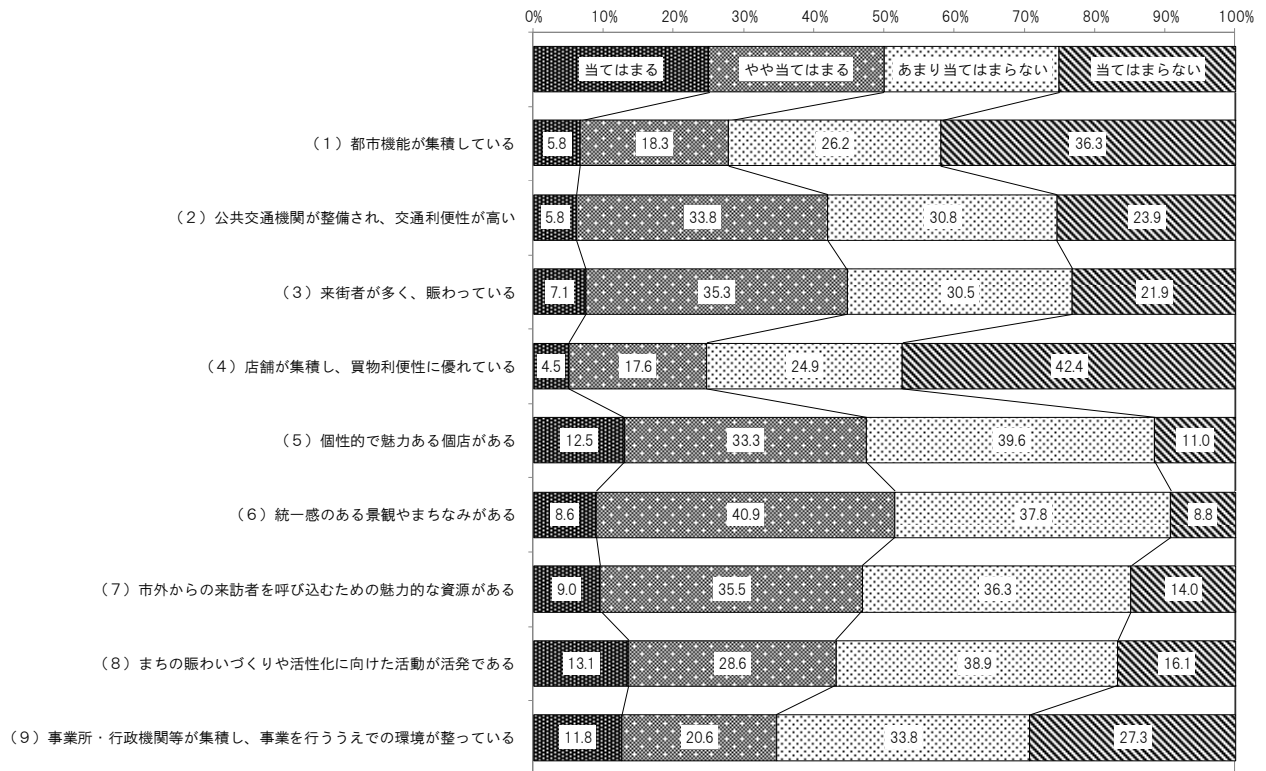 0% 10% 20% 30% 40% 50% 60% 70% 80% 90% 100%
当てはまる やや当てはまる あまり当てはまらない 当てはまらない
（１）都市機能が集積している 5.8 18.3 26.2 36.3
（２）公共交通機関が整備され、交通利便性が高い 5.8 33.8 30.8 23.9
（３）来街者が多く、賑わっている 7.1 35.3 30.5 21.9
（４）店舗が集積し、買物利便性に優れている 4.5 17.6 24.9 42.4
（５）個性的で魅力ある個店がある 12.5 33.3 39.6 11.0
（６）統一感のある景観やまちなみがある 8.6 40.9 37.8 8.8
（７）市外からの来訪者を呼び込むための魅力的な資源がある 9.0 35.5 36.3 14.0
（８）まちの賑わいづくりや活性化に向けた活動が活発である 13.1 28.6 38.9 16.1
（９）事業所・行政機関等が集積し、事業を行ううえでの環境が整っている 11.8 20.6 33.8 27.3